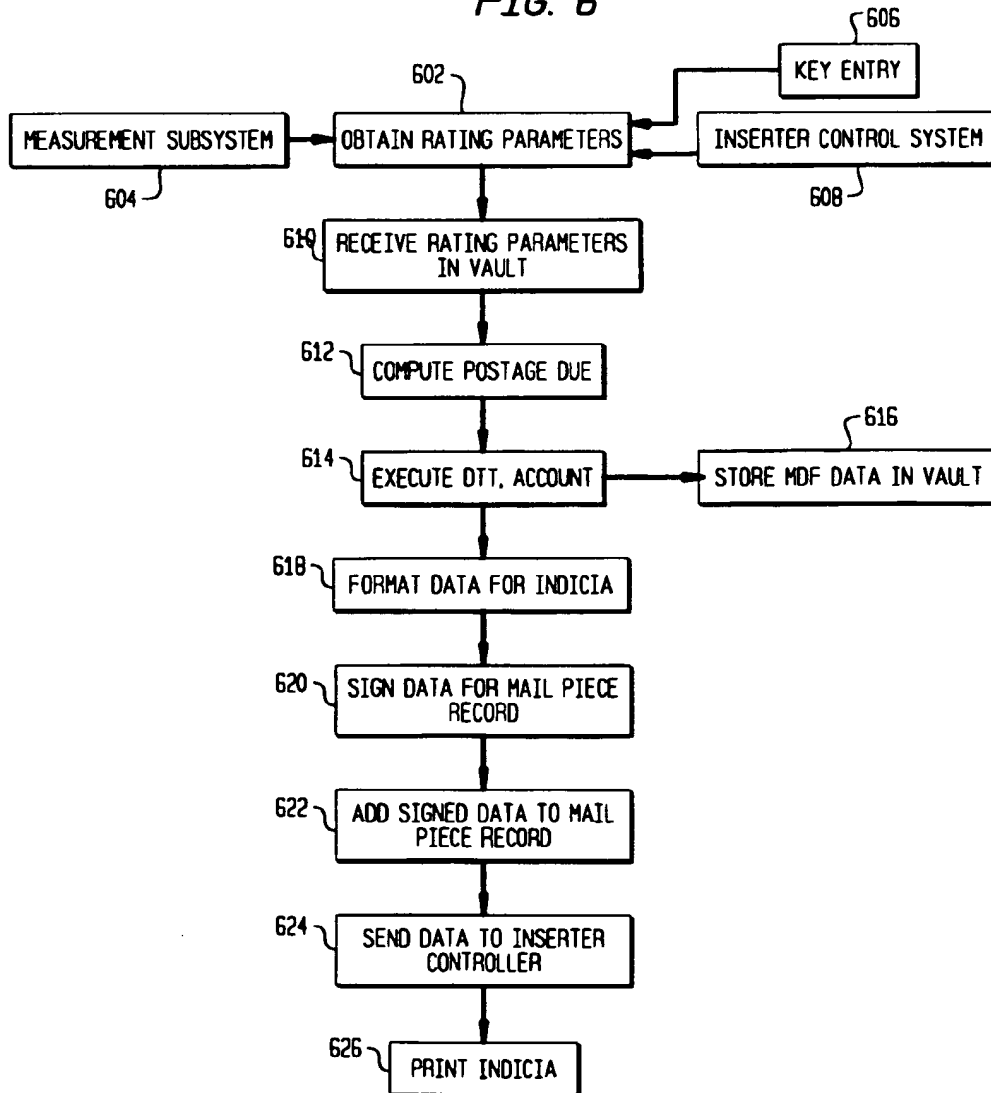 FIG. 6
606
602
KEY ENTRY
MEASUREMENT SUBSYSTEM
OBTAIN RATING PARAMETERS
INSERTER CONTROL SYSTEM
604
608
610
RECEIVE RATING PARAMETERS
IN VAULT
612
COMPUTE POSTAGE DUE
616
614
EXECUTE DTT, ACCOUNT
STORE MDF DATA IN VAULT
618
FORMAT DATA FOR INDICIA
620
SIGN DATA FOR MAIL PIECE
RECORD
622
ADD SIGNED DATA TO MAIL
PIECE RECORD
624
SEND DATA TO INSERTER
CONTROLLER
626
PRINT INDICIA